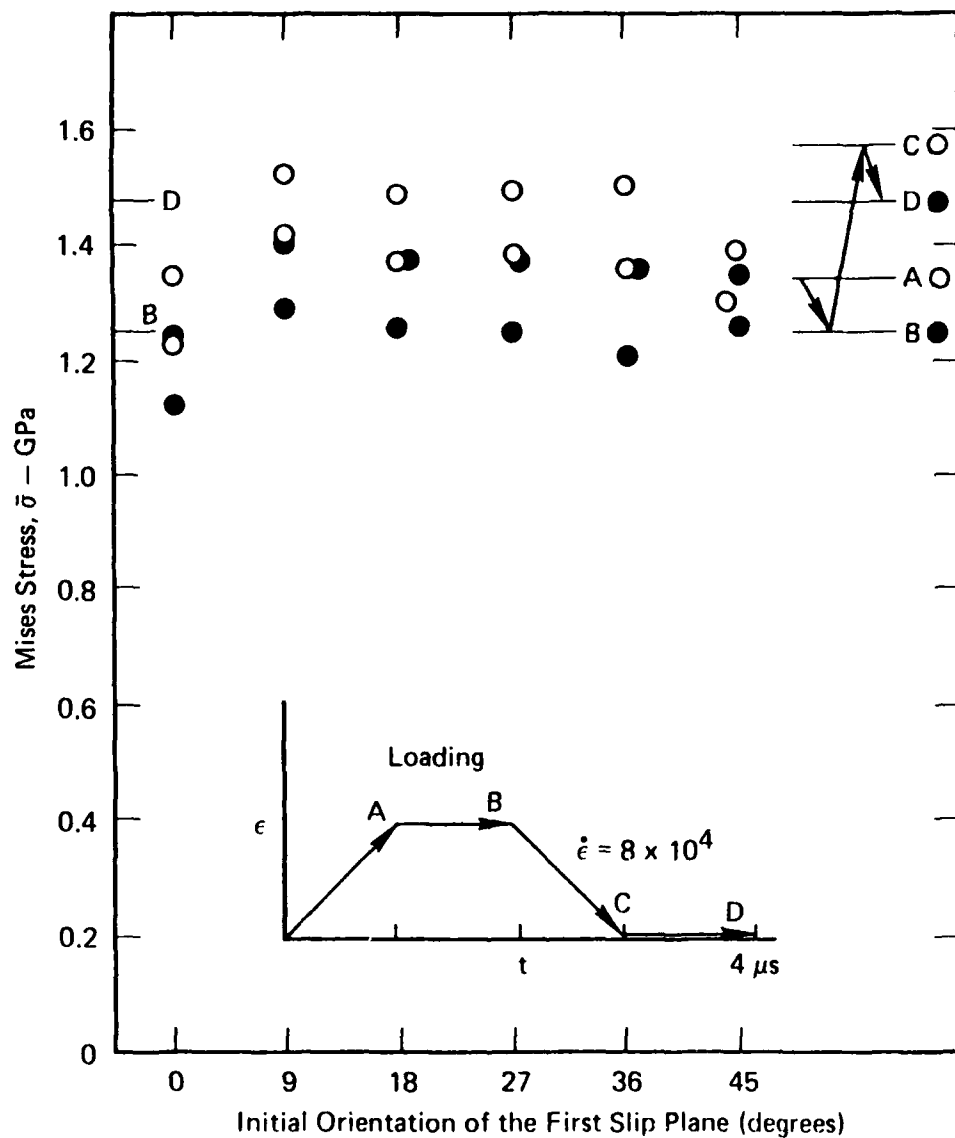 1.6
1.4
1.2
1.0
0.8
0.6
0.4
0.2
0
Mises Stress, σ̄ — GPa
D
B
C
D
A
B
Loading
ϵ
A
B
ϵ̇ = 8 x 10⁴
C
D
t
4 μs
0 9 18 27 36 45
Initial Orientation of the First Slip Plane (degrees)